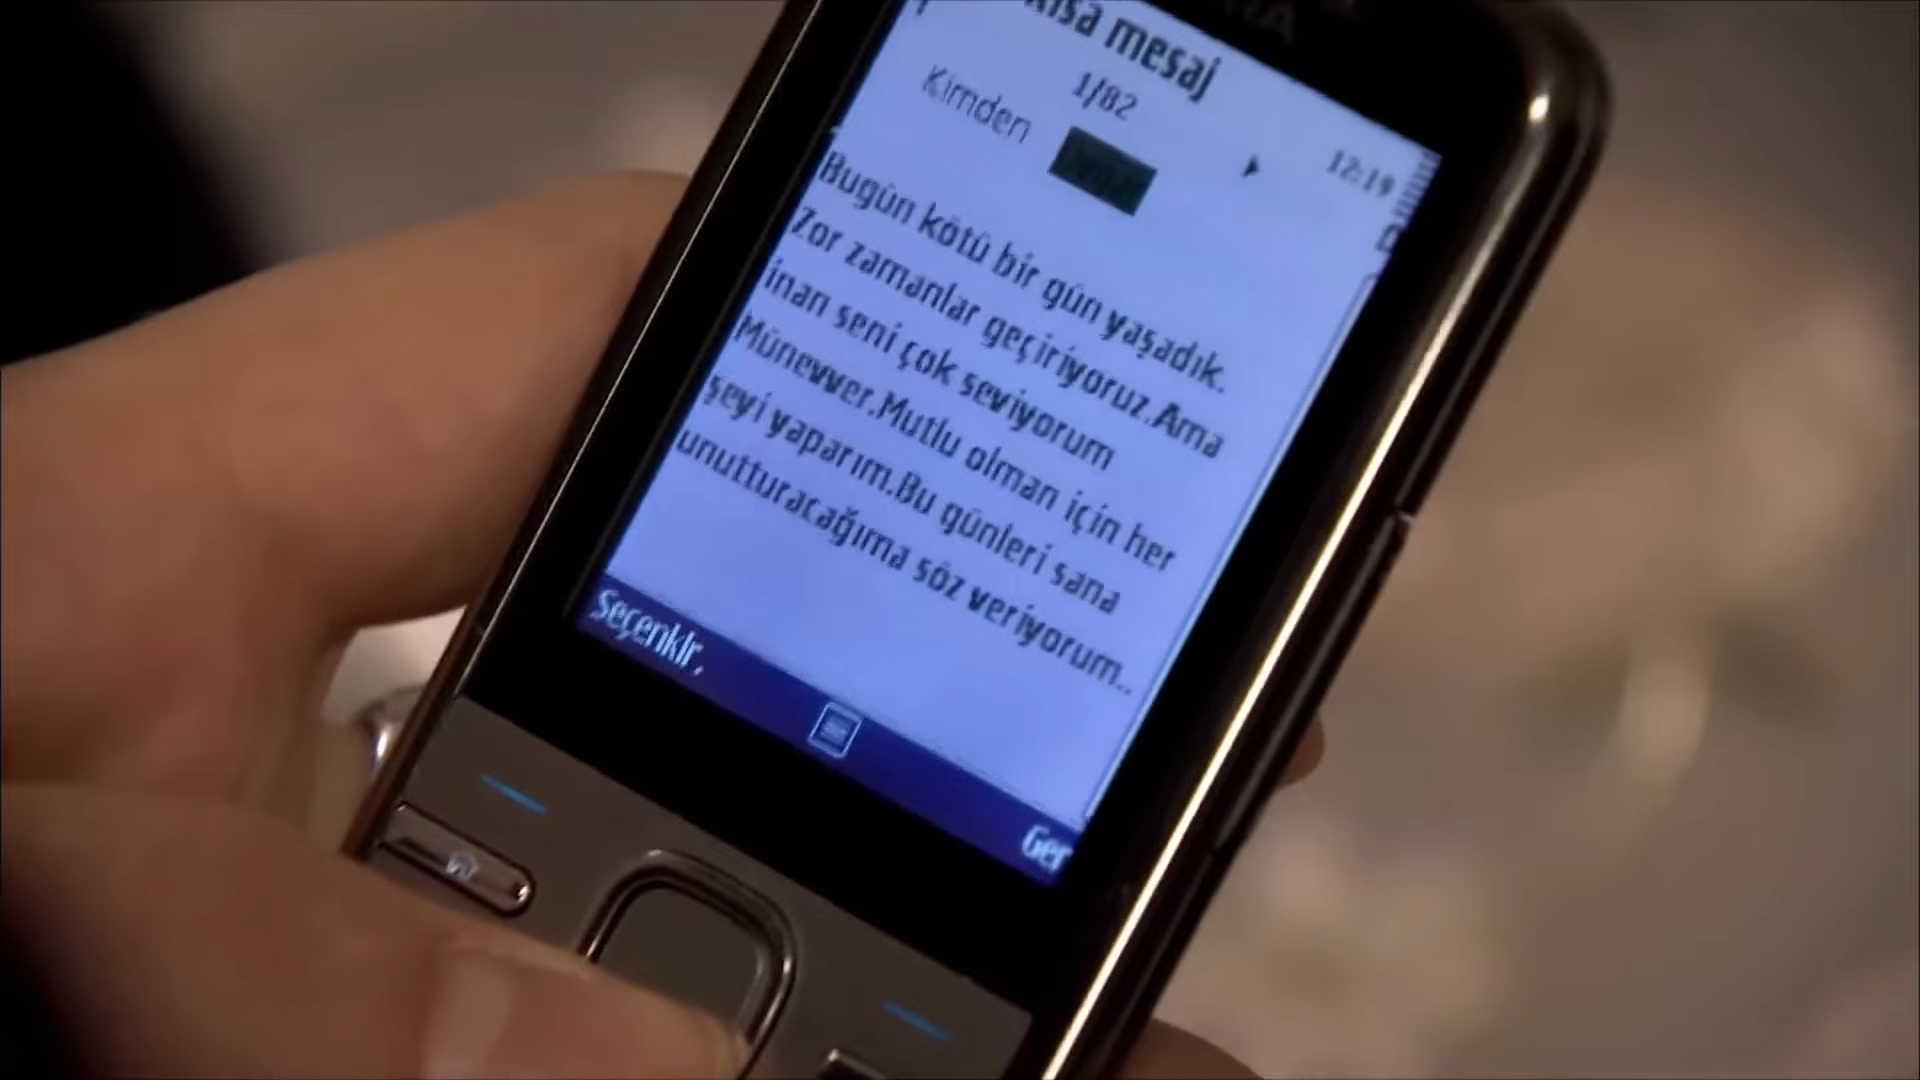 kısa mesaj
1/82
12:19
Kimden
Bugün kötü bir gün yaşadık.
Zor zamanlar geçiriyoruz.Ama
inan seni çok seviyorum
Münevver.Mutlu olman için her
şeyi yaparım.Bu günleri sana
unutturacağıma söz veriyorum..
Seçenklr.
Ger